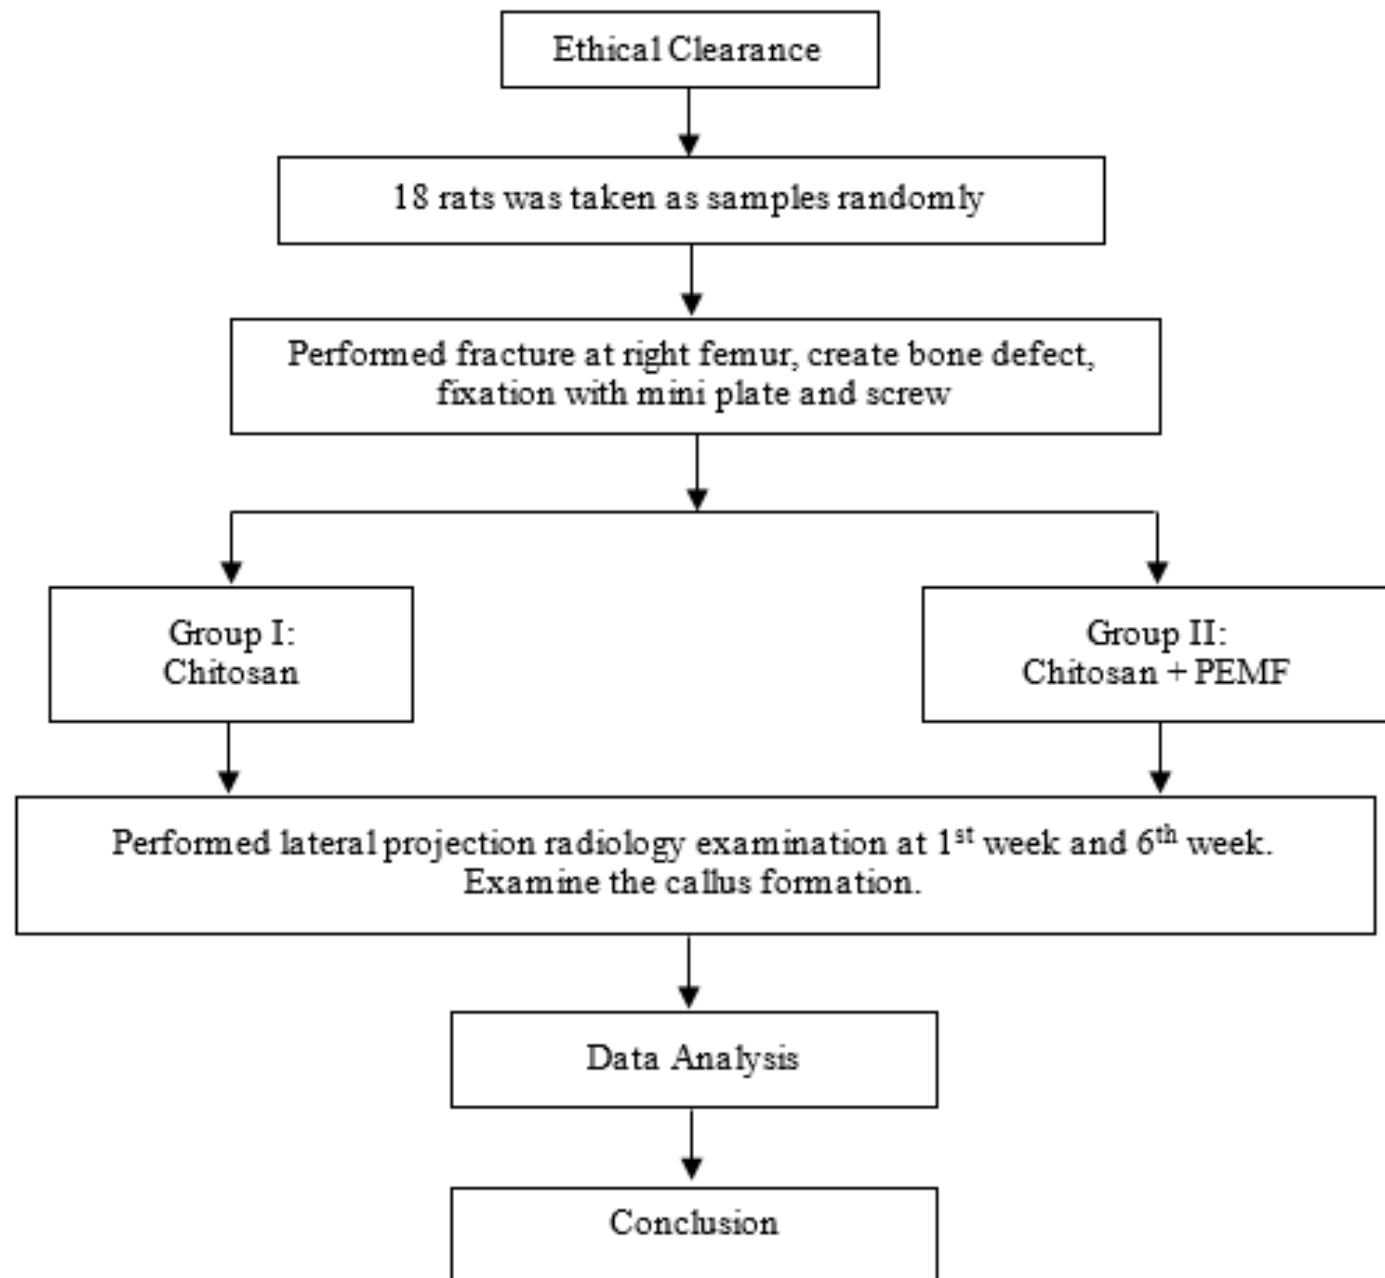 Ethical Clearance
18 rats was taken as samples randomly
Performed fracture at right femur, create bone defect,
fixation with mini plate and screw
Group I:
Chitosan
Group II:
Chitosan + PEMF
Performed lateral projection radiology examination at 1st week and 6th week.
Examine the callus formation.
Data Analysis
Conclusion